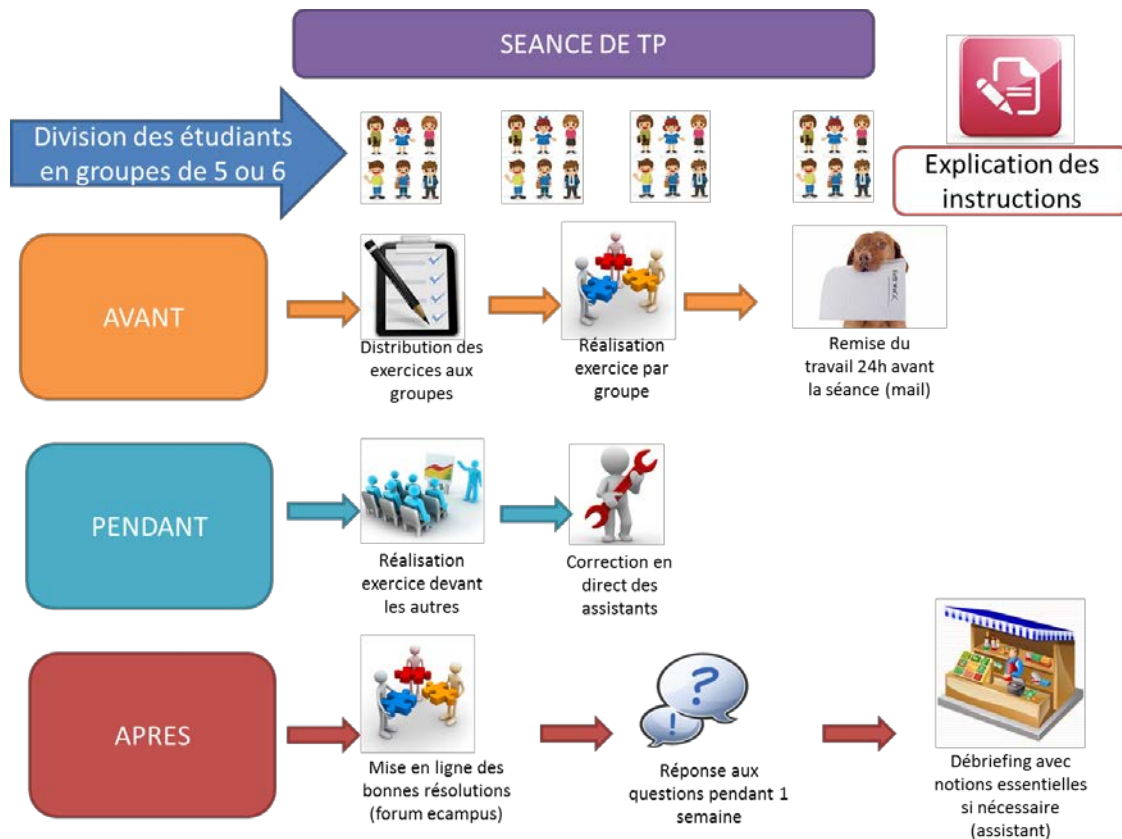 SEANCE DE TP
Division des étudiants
en groupes de 5 ou 6
Explication des
instructions
AVANT
Distribution des
exercices aux
groupes
Réalisation
exercice par
groupe
Remise du
travail 24h avant
la séance (mail)
PENDANT
Réalisation
exercice devant
les autres
Correction en
direct des
assistants
APRES
Mise en ligne des
bonnes résolutions
(forum ecampus)
Réponse aux
questions pendant 1
semaine
Débriefing avec
notions essentielles
si nécessaire
(assistant)